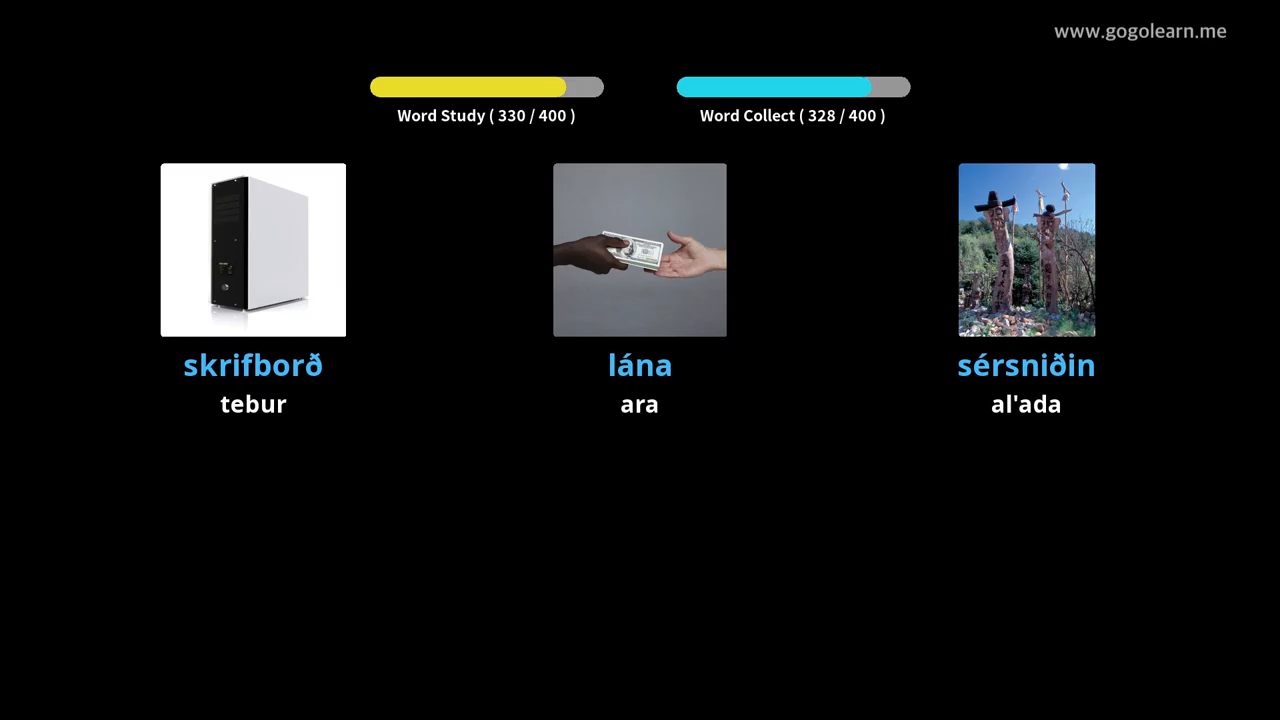 www.gogolearn.me
Word Study ( 330 / 400 )
Word Collect ( 328 / 400 )
skrifborð
lána
sérsniðin
tebur
ara
al'ada